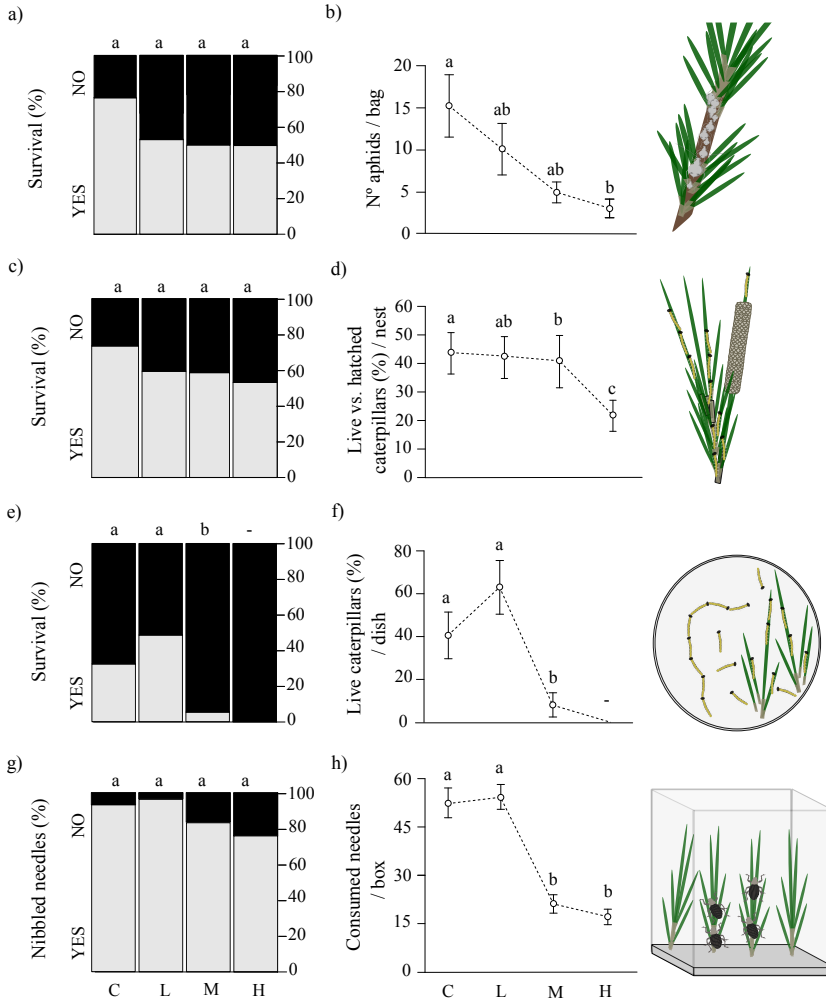 a)
a a a a
NO
YES
Survival (%)
100
80
60
40
20
0
b)
20
15
10
5
0
Nº aphids / bag
a
ab
ab
b
c)
a a a a
NO
YES
Survival (%)
100
80
60
40
20
0
d)
60
50
40
30
20
10
0
Live vs. hatched
caterpillars (%) / nest
a
ab
b
c
e)
a a b -
NO
YES
Survival (%)
100
80
60
40
20
0
f)
80
60
40
20
0
Live caterpillars (%)
/ dish
a
a
b
-
g)
a a a a
NO
YES
Nibbled needles (%)
100
80
60
40
20
0
C L M H
h)
60
45
30
15
0
Consumed needles
/ box
a
a
b
b
C L M H